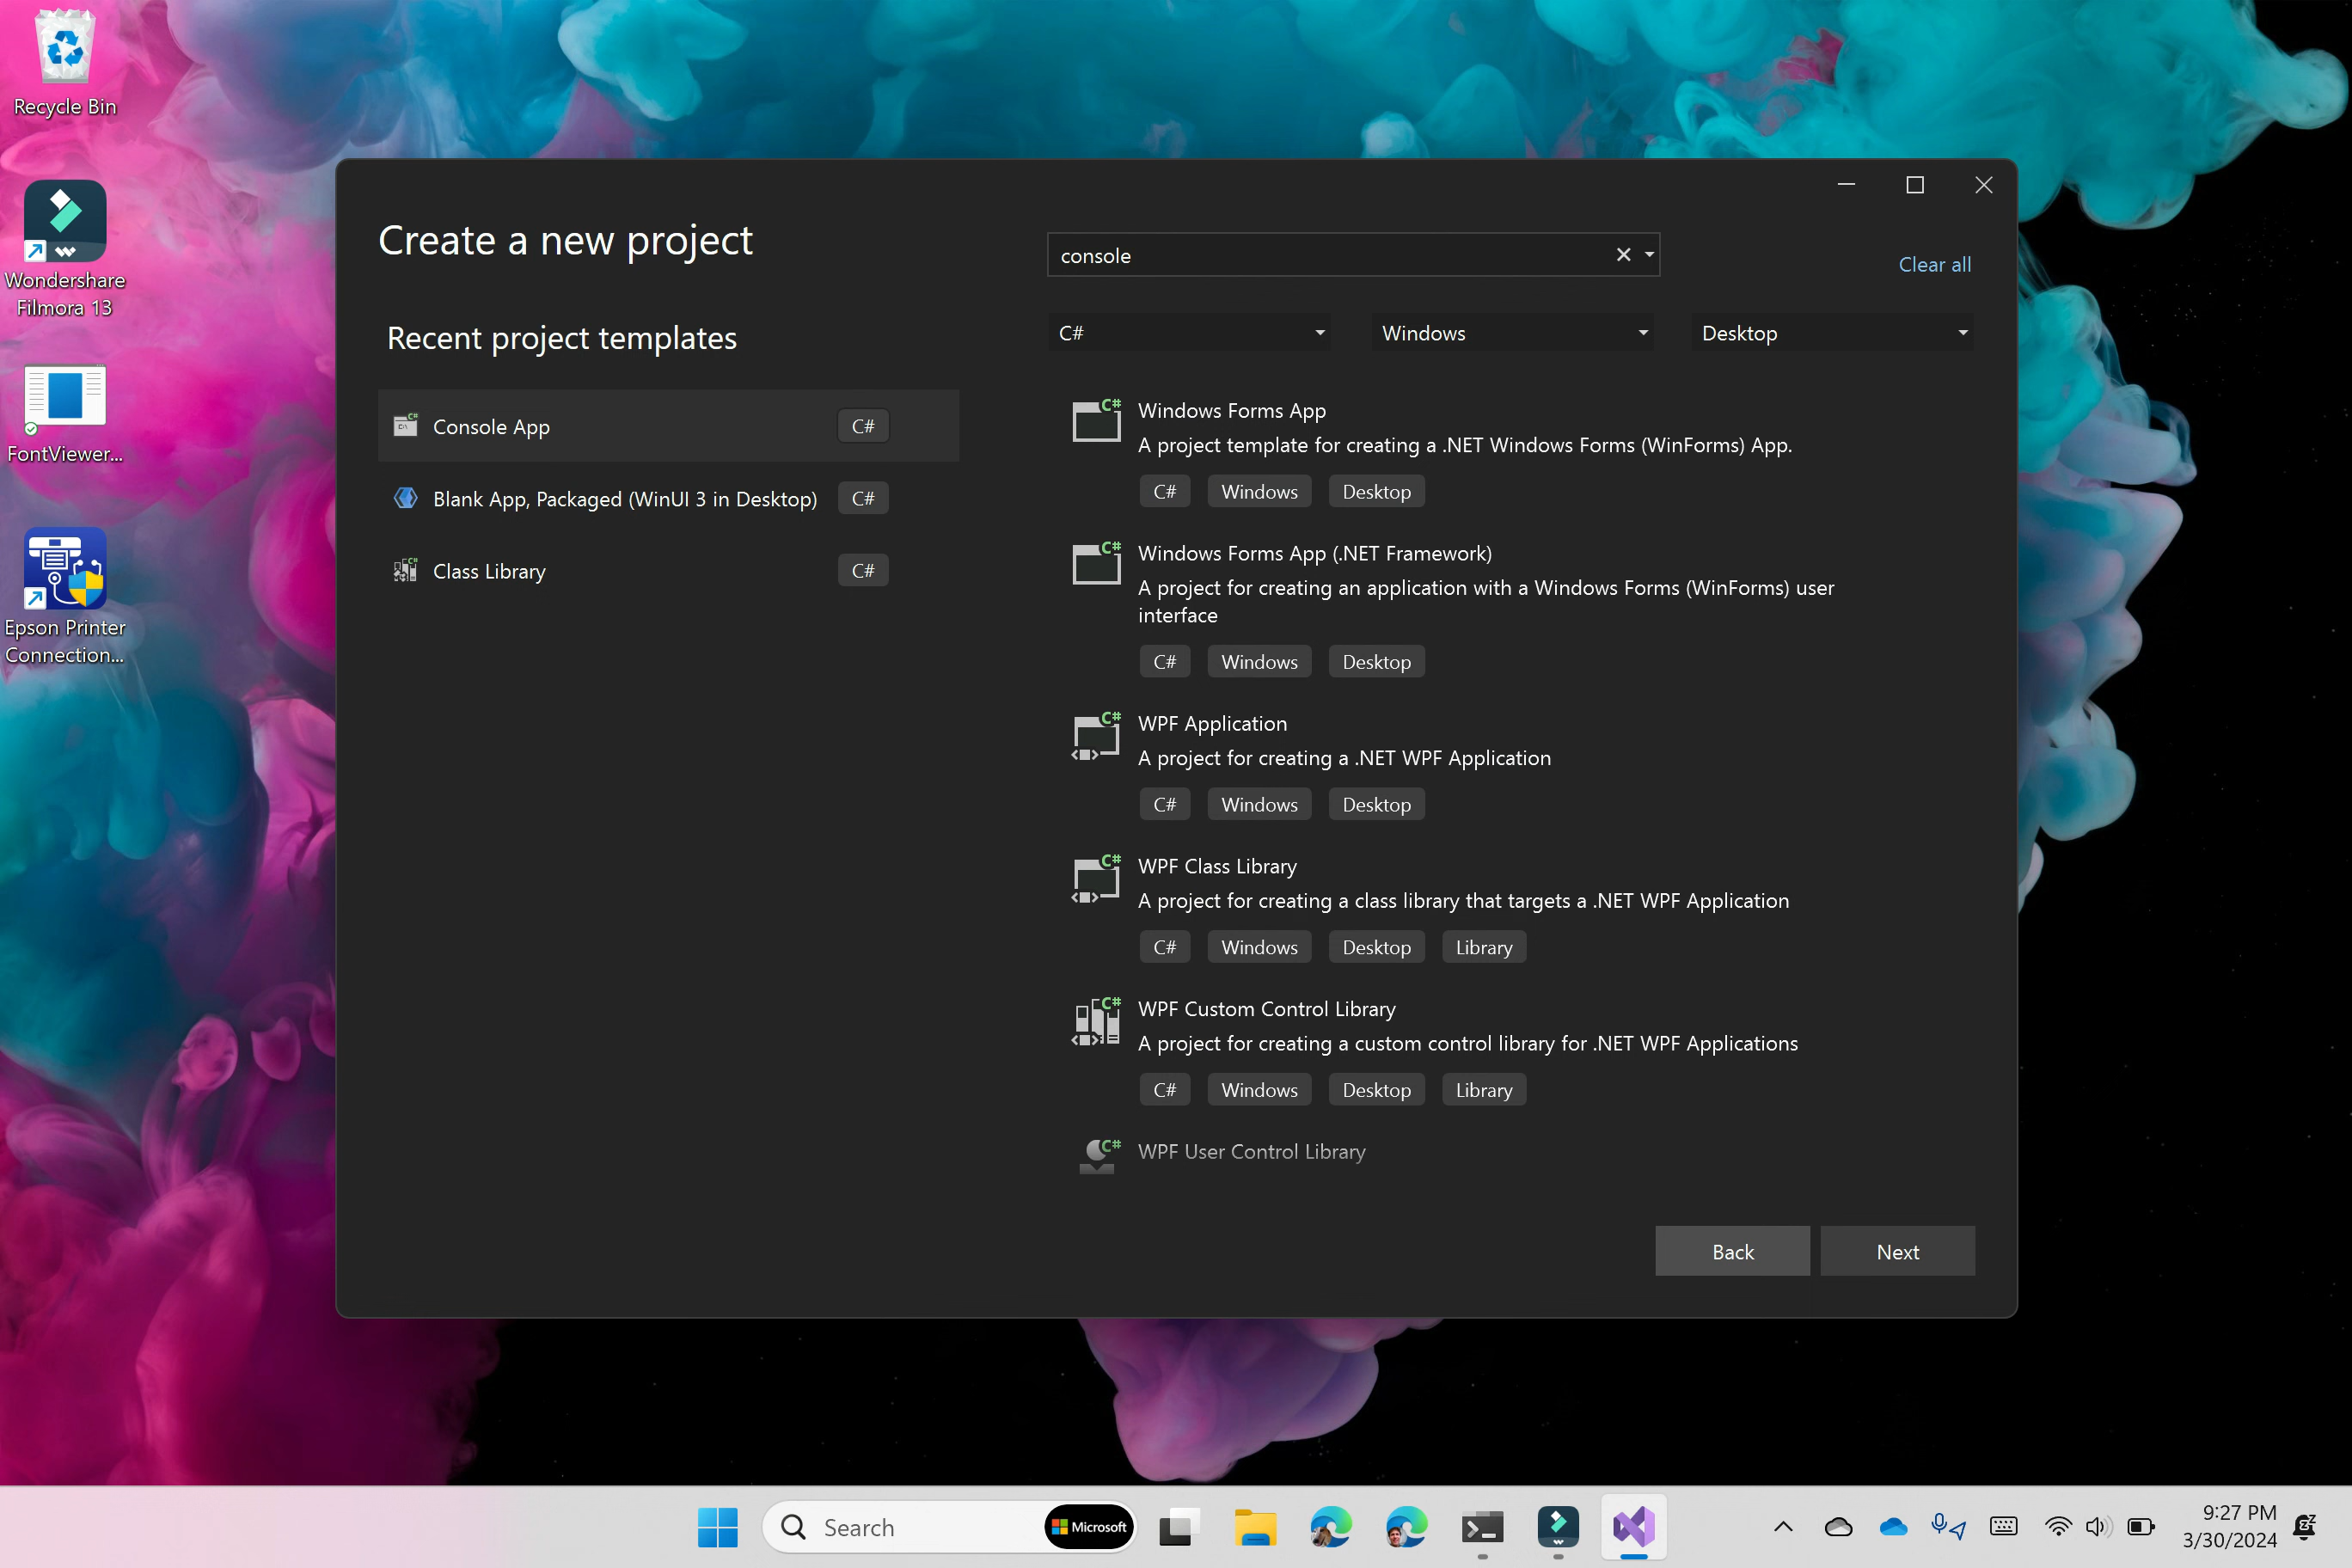 Recycle Bin
Wondershare
Filmora 13
FontViewer...
Epson Printer
Connection...
Create a new project
console
Clear all
Recent project templates
C#
Windows
Desktop
Console App
C#
Blank App, Packaged (WinUI 3 in Desktop)
C#
Class Library
C#
Windows Forms App
A project template for creating a .NET Windows Forms (WinForms) App.
C# Windows Desktop
Windows Forms App (.NET Framework)
A project for creating an application with a Windows Forms (WinForms) user
interface
C# Windows Desktop
WPF Application
A project for creating a .NET WPF Application
C# Windows Desktop
WPF Class Library
A project for creating a class library that targets a .NET WPF Application
C# Windows Desktop Library
WPF Custom Control Library
A project for creating a custom control library for .NET WPF Applications
C# Windows Desktop Library
WPF User Control Library
Back
Next
Search
Microsoft
9:27 PM
3/30/2024